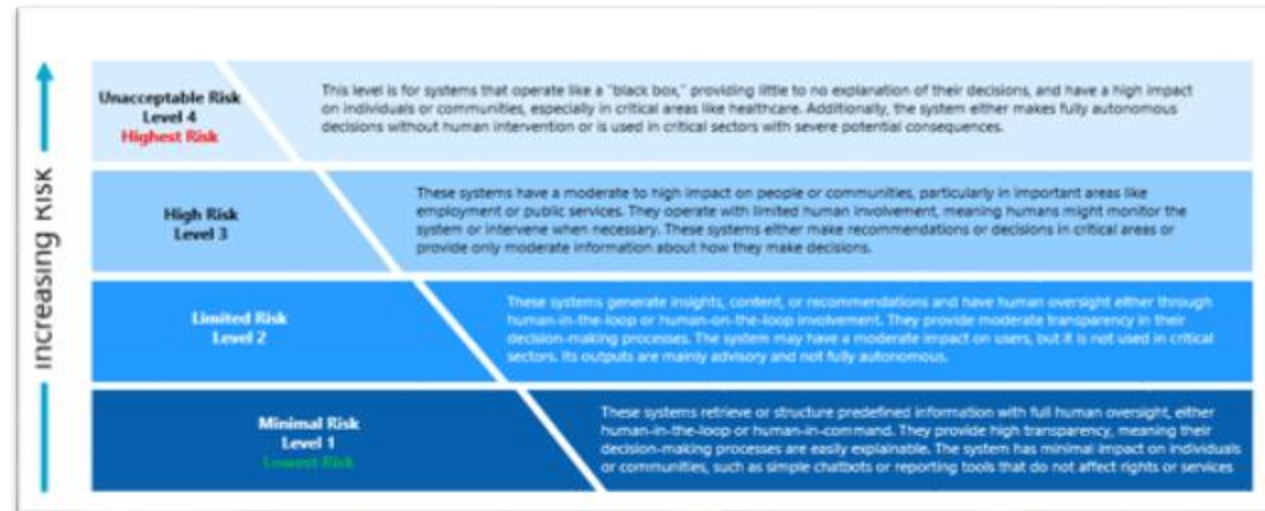 Increasing Risk
Unacceptable Risk
Level 4
Highest Risk
This level is for systems that operate like a "black box," providing little to no explanation of their decisions, and have a high impact
on individuals or communities, especially in critical areas like healthcare. Additionally, the system either makes fully autonomous
decisions without human intervention or is used in critical sectors with severe potential consequences.
High Risk
Level 3
These systems have a moderate to high impact on people or communities, particularly in important areas like
employment or public services. They operate with limited human involvement, meaning humans might monitor the
system or intervene when necessary. These systems either make recommendations or decisions in critical areas or
provide only moderate information about how they make decisions.
Limited Risk
Level 2
These systems generate insights, content, or recommendations and have human oversight either through
human-in-the-loop or human-on-the-loop involvement. They provide moderate transparency in their
decision-making processes. The system may have a moderate impact on users, but it is not used in critical
sectors. Its outputs are mainly advisory and not fully autonomous.
Minimal Risk
Level 1
Lowest Risk
These systems retrieve or structure predefined information with full human oversight, either
human-in-the-loop or human-in-command. They provide high transparency, meaning their
decision-making processes are easily explainable. The system has minimal impact on individuals
or communities, such as simple chatbots or reporting tools that do not affect rights or services